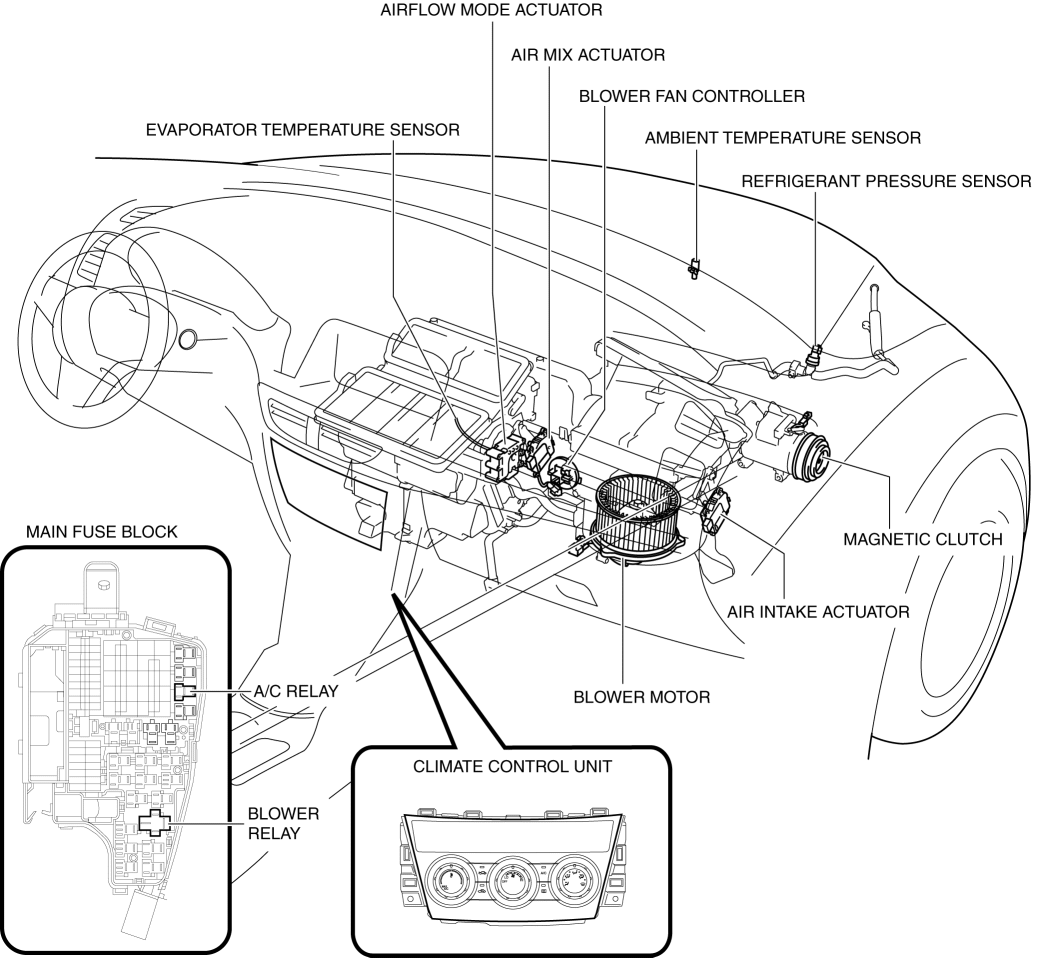 AIRFLOW MODE ACTUATOR
AIR MIX ACTUATOR
BLOWER FAN CONTROLLER
EVAPORATOR TEMPERATURE SENSOR
AMBIENT TEMPERATURE SENSOR
REFRIGERANT PRESSURE SENSOR
MAIN FUSE BLOCK
MAGNETIC CLUTCH
AIR INTAKE ACTUATOR
A/C RELAY
BLOWER MOTOR
CLIMATE CONTROL UNIT
BLOWER
RELAY